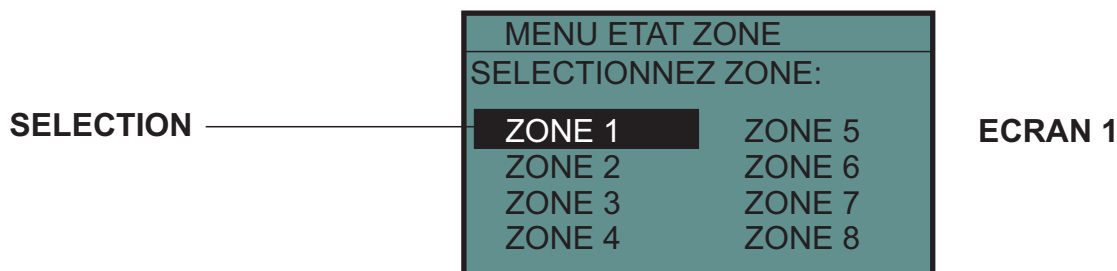 MENU ETAT ZONE
SELECTIONNEZ ZONE:
SELECTION
ZONE 1 ZONE 5
ECRAN 1
ZONE 2 ZONE 6
ZONE 3 ZONE 7
ZONE 4 ZONE 8